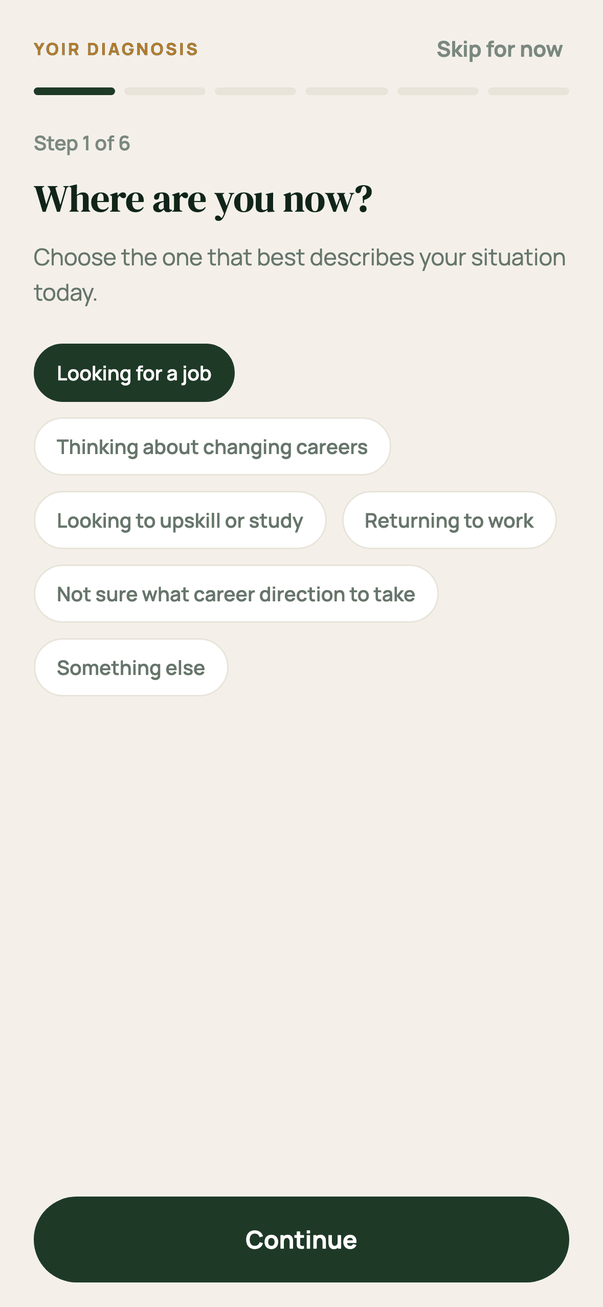 YOIR DIAGNOSIS
Skip for now
Step 1 of 6
Where are you now?
Choose the one that best describes your situation
today.
Looking for a job
Thinking about changing careers
Looking to upskill or study
Returning to work
Not sure what career direction to take
Something else
Continue